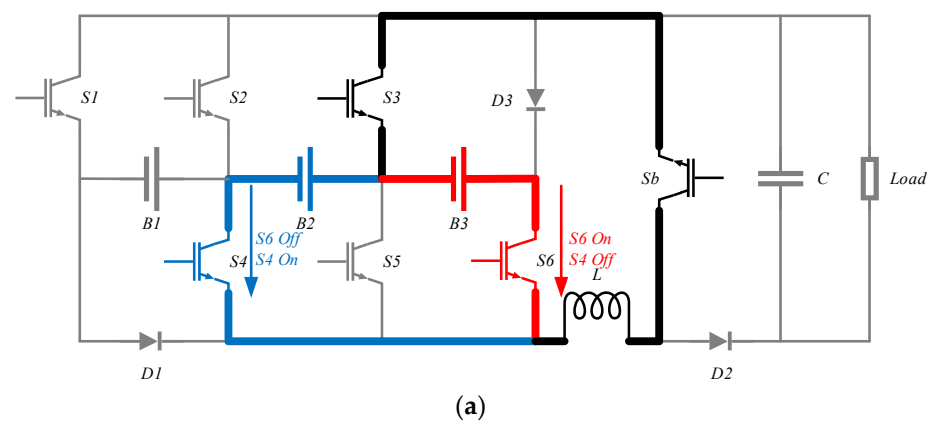 S1
S2
S3
D3
Sb
C
Load
B1
B2
B3
S6 Off
S4 On
S6 On
S4 Off
S4
S5
S6
L
D1
D2
(a)